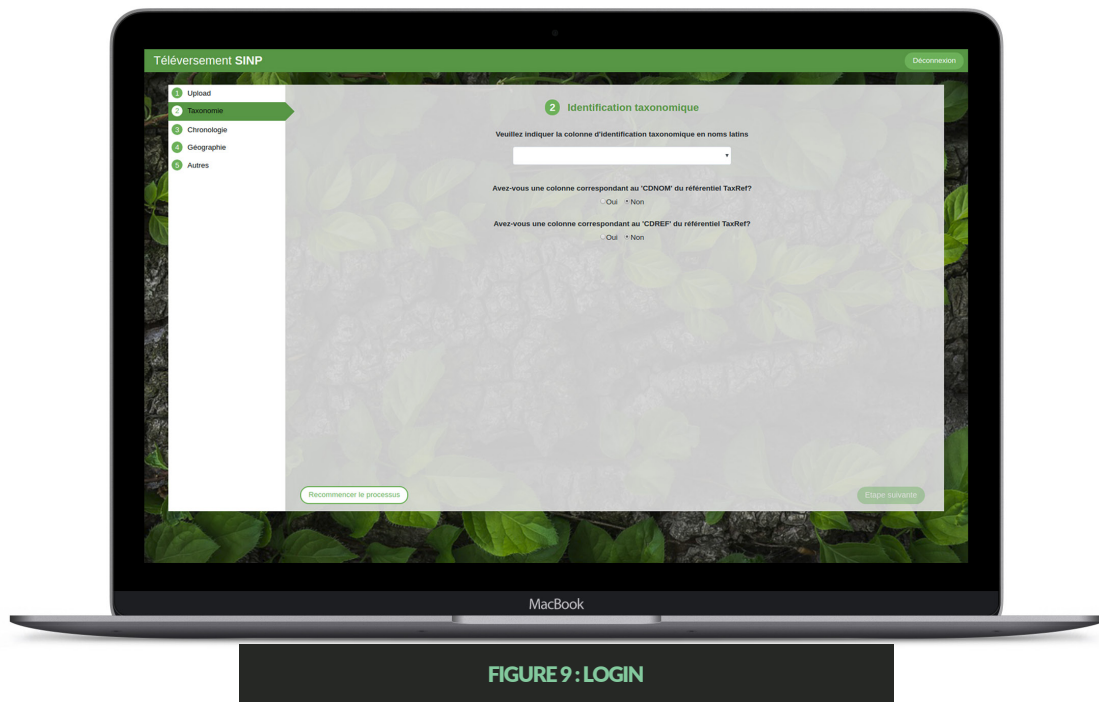 Téléversement SINP
Déconnexion
1 Upload
2 Taxonomie
3 Chronologie
4 Géographie
5 Autres
2 Identification taxonomique
Veuillez indiquer la colonne d'identification taxonomique en noms latins
Avez-vous une colonne correspondant au 'CDNOM' du référentiel TaxRef?
Oui Non
Avez-vous une colonne correspondant au 'CDREF' du référentiel TaxRef?
Oui Non
Recommencer le processus
Etape suivante
MacBook
FIGURE 9 : LOGIN